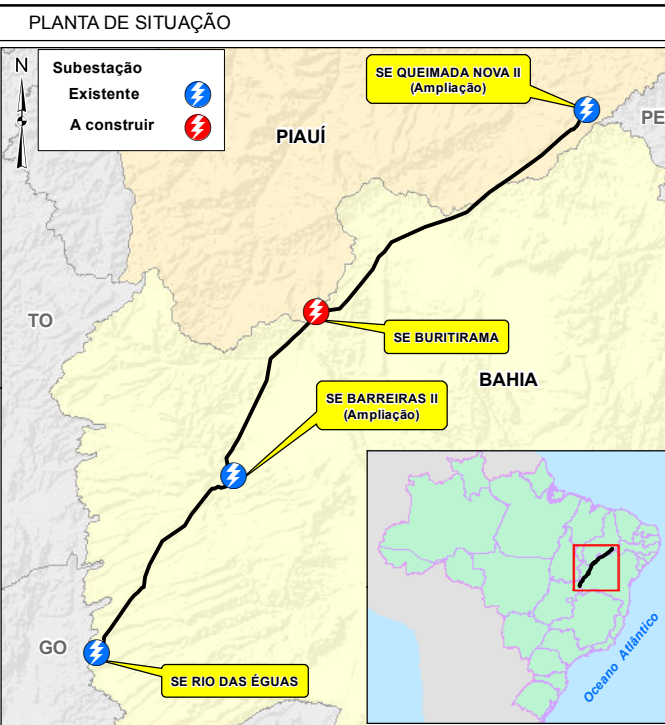 PLANTA DE SITUAÇÃO
N
Subestação
Existente
A construir
SE QUEIMADA NOVA II
(Ampliação)
PE
PIAUÍ
TO
SE BURITIRAMA
BAHIA
SE BARREIRAS II
(Ampliação)
GO
SE RIO DAS ÉGUAS
Oceano Atlântico